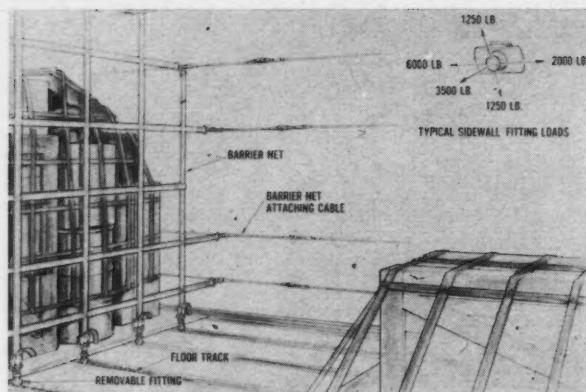 1250 LB.
6000 LB.
2000 LB.
3500 LB.
1250 LB.
TYPICAL SIDEWALL FITTING LOADS
BARRIER NET
BARRIER NET
ATTACHING CABLE
FLOOR TRACK
REMOVABLE FITTING